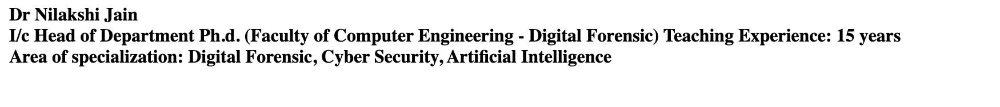 Dr Nilakshi Jain
I/c Head of Department Ph.d. (Faculty of Computer Engineering - Digital Forensic) Teaching Experience: 15 years
Area of specialization: Digital Forensic, Cyber Security, Artificial Intelligence